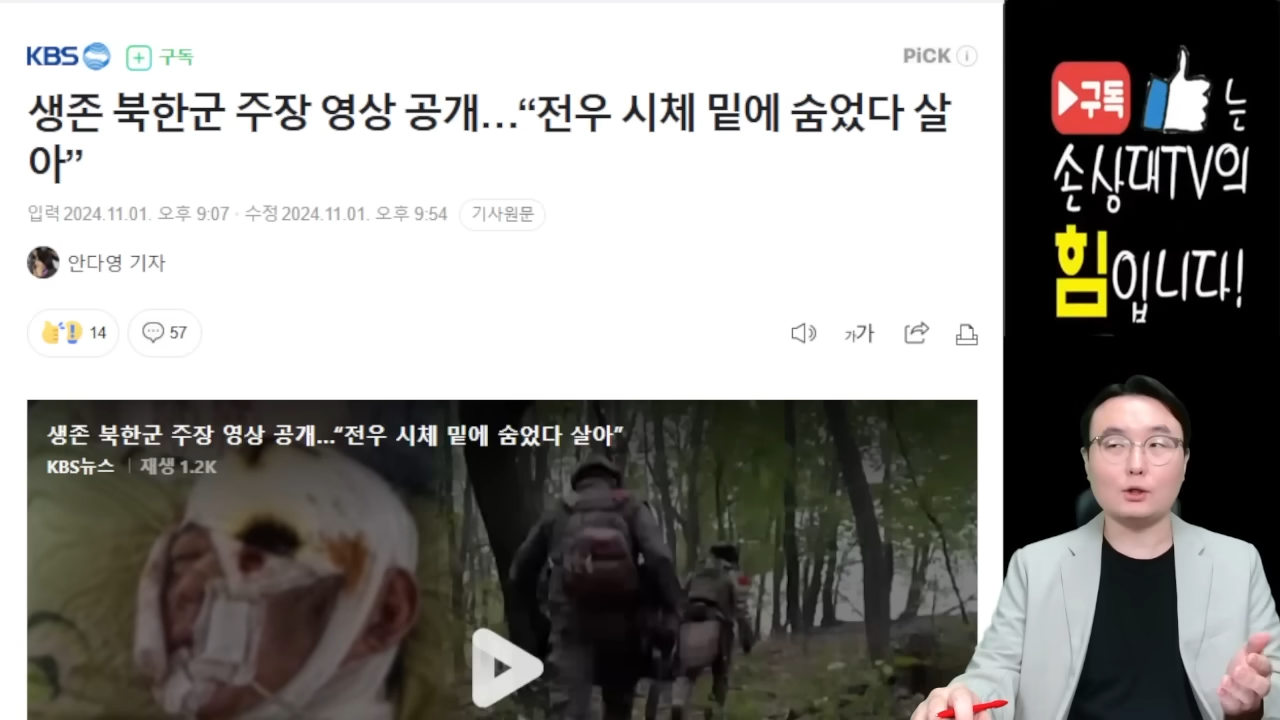 KBS
구독
PiCK
생존 북한군 주장 영상 공개…“전우 시체 밑에 숨었다 살
아”
입력 2024.11.01. 오후 9:07 · 수정 2024.11.01. 오후 9:54 기사원문
안다영 기자
14 57
가가
생존 북한군 주장 영상 공개…“전우 시체 밑에 숨었다 살아”
KBS뉴스 | 재생 1.2K
구독 는
손상대TV의
힘입니다!